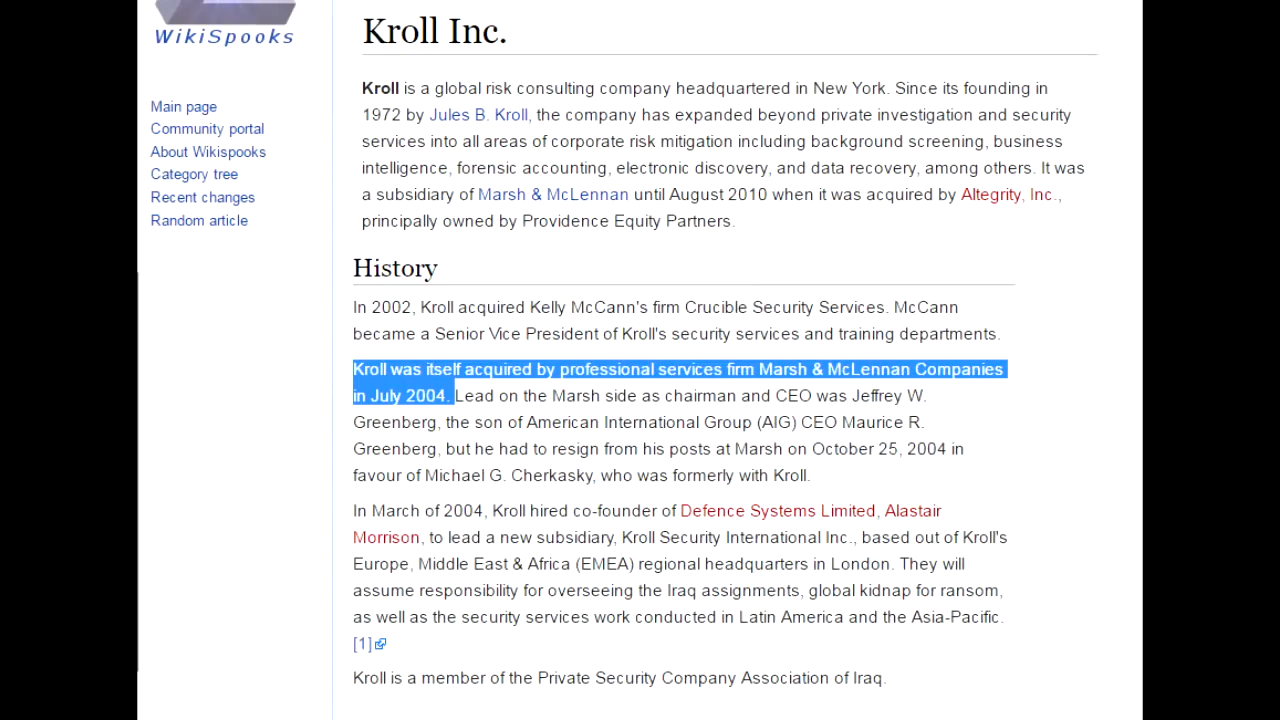 WikiSpooks
Main page
Community portal
About Wikispooks
Category tree
Recent changes
Random article
Kroll Inc.
Kroll is a global risk consulting company headquartered in New York. Since its founding in
1972 by Jules B. Kroll, the company has expanded beyond private investigation and security
services into all areas of corporate risk mitigation including background screening, business
intelligence, forensic accounting, electronic discovery, and data recovery, among others. It was
a subsidiary of Marsh & McLennan until August 2010 when it was acquired by Altegrity, Inc.,
principally owned by Providence Equity Partners.
History
In 2002, Kroll acquired Kelly McCann's firm Crucible Security Services. McCann
became a Senior Vice President of Kroll's security services and training departments.
Kroll was itself acquired by professional services firm Marsh & McLennan Companies
in July 2004. Lead on the Marsh side as chairman and CEO was Jeffrey W.
Greenberg, the son of American International Group (AIG) CEO Maurice R.
Greenberg, but he had to resign from his posts at Marsh on October 25, 2004 in
favour of Michael G. Cherkasky, who was formerly with Kroll.
In March of 2004, Kroll hired co-founder of Defence Systems Limited, Alastair
Morrison, to lead a new subsidiary, Kroll Security International Inc., based out of Kroll's
Europe, Middle East & Africa (EMEA) regional headquarters in London. They will
assume responsibility for overseeing the Iraq assignments, global kidnap for ransom,
as well as the security services work conducted in Latin America and the Asia-Pacific.
[1]
Kroll is a member of the Private Security Company Association of Iraq.